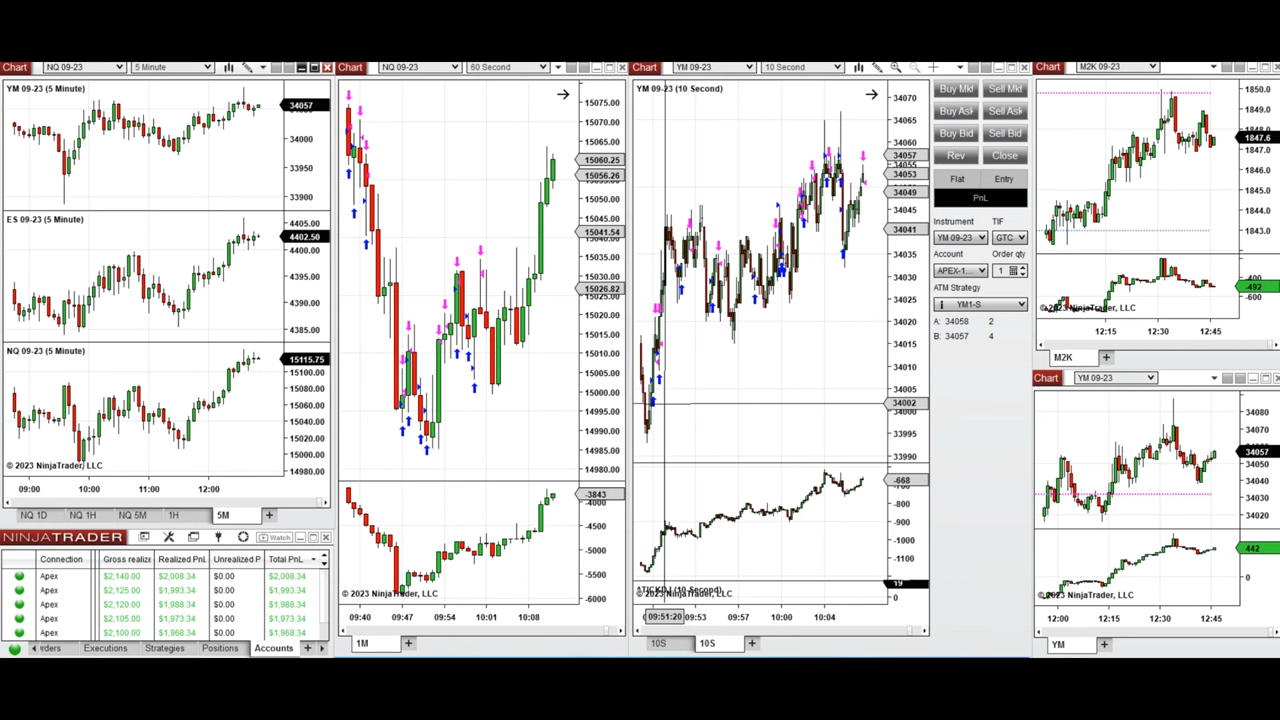 Chart NQ 09-23 5 Minute
YM 09-23 (5 Minute)
34057
34000
33950
33900
ES 09-23 (5 Minute)
4405.00
4402.50
4395.00
4390.00
4385.00
NQ 09-23 (5 Minute)
15115.75
15100.00
15080.00
15060.00
15040.00
15020.00
15000.00
14980.00
© 2023 NinjaTrader, LLC
09:00 10:00 11:00 12:00
NQ 1D NQ 1H NQ 5M 1H 5M +
NINJATRADER Watch
Connection Gross realize Realized PnL Unrealized P Total PnL
Apex $2,140.00 $2,008.34 $0.00 $2,008.34
Apex $2,125.00 $1,993.34 $0.00 $1,993.34
Apex $2,120.00 $1,988.34 $0.00 $1,988.34
Apex $2,105.00 $1,973.34 $0.00 $1,973.34
Apex $2,100.00 $1,968.34 $0.00 $1,968.34
rders Executions Strategies Positions Accounts +
Chart NQ 09-23 60 Second
15075.00
15070.00
15065.00
15060.25
15056.26
15050.00
15045.00
15041.54
15035.00
15030.00
15026.82
15020.00
15015.00
15010.00
15005.00
15000.00
14995.00
14990.00
14985.00
14980.00
-3843
-4500
-5000
-5500
-6000
© 2023 NinjaTrader, LLC
09:40 09:47 09:54 10:01 10:08
1M +
Chart YM 09-23 10 Second
YM 09-23 (10 Second)
34070
34065
34060
34057
34053
34049
34045
34041
34035
34030
34025
34020
34015
34010
34005
34002
34000
33995
33990
-668
-800
-900
-1000
-1100
19
0
© 2023 NinjaTrader, LLC
09:51:20 09:53 09:57 10:00 10:04
10S 10S +
Buy Mkt Sell Mkt
Buy Ask Sell Ask
Buy Bid Sell Bid
Rev Close
Flat Entry
PnL
Instrument TIF
YM 09-23 GTC
Account Order qty
APEX-1... 1
ATM Strategy
YM1-S
A: 34058 2
B: 34057 4
Chart M2K 09-23
1850.0
1848.0
1847.6
1847.0
1844.0
1843.0
-492
-600
© 2023 NinjaTrader, LLC
12:15 12:30 12:45
M2K +
Chart YM 09-23
34080
34070
34057
34040
34030
34020
442
0
© 2023 NinjaTrader, LLC
12:00 12:15 12:30 12:45
YM +